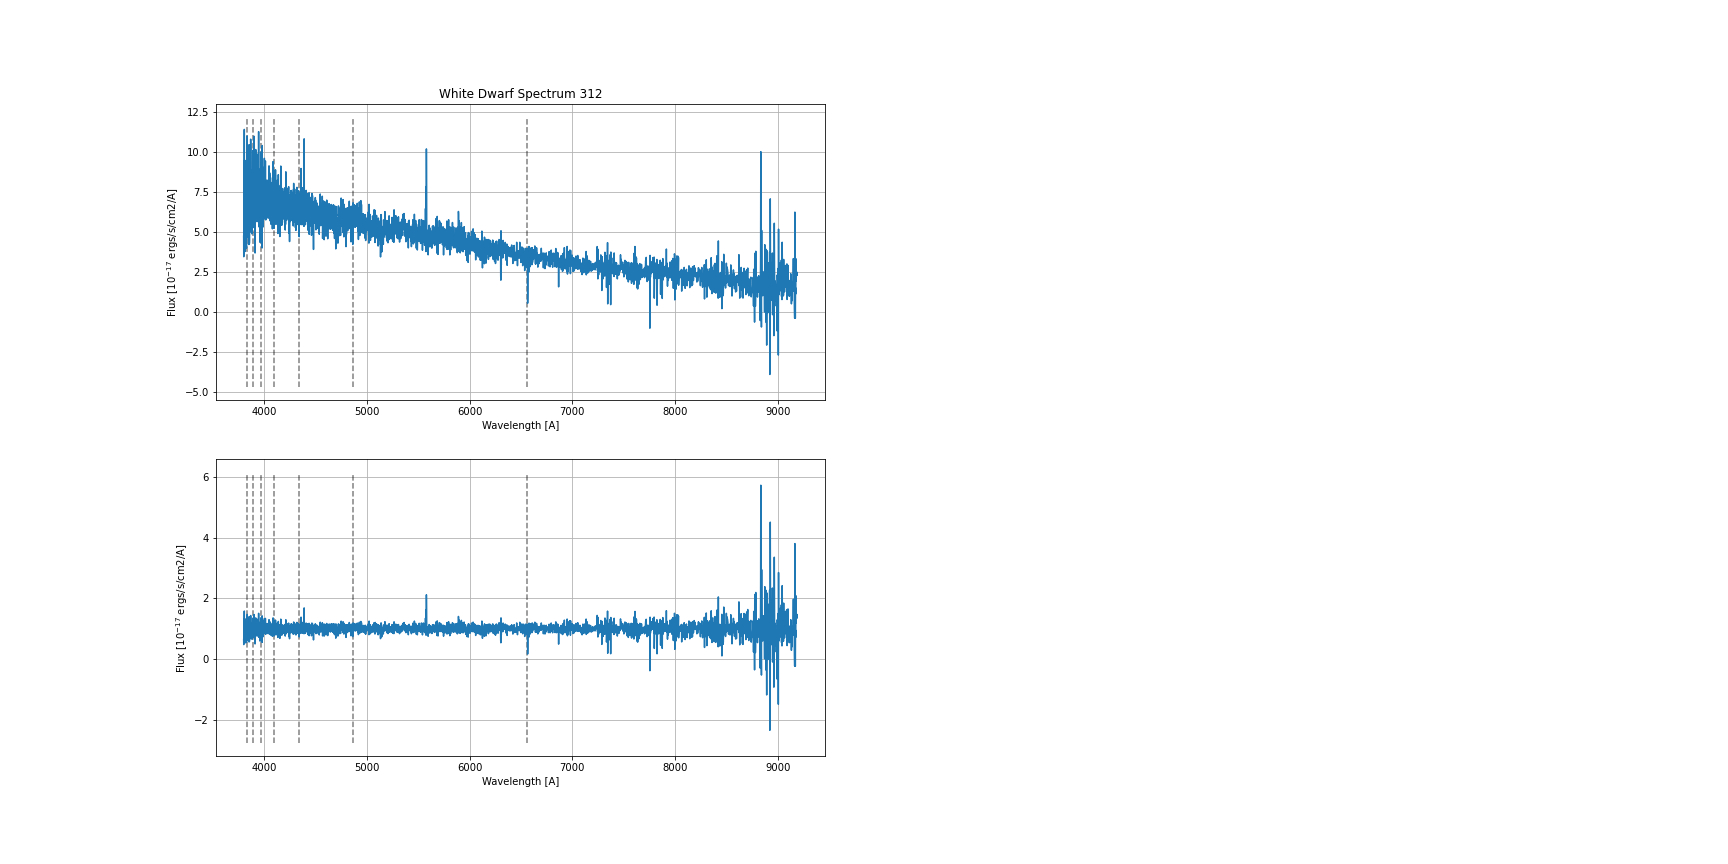 White Dwarf Spectrum 312
12.5
10.0
7.5
5.0
2.5
0.0
−2.5
−5.0
Flux [10⁻¹⁷ ergs/s/cm2/A]
4000 5000 6000 7000 8000 9000
Wavelength [A]
6
4
2
0
−2
Flux [10⁻¹⁷ ergs/s/cm2/A]
4000 5000 6000 7000 8000 9000
Wavelength [A]